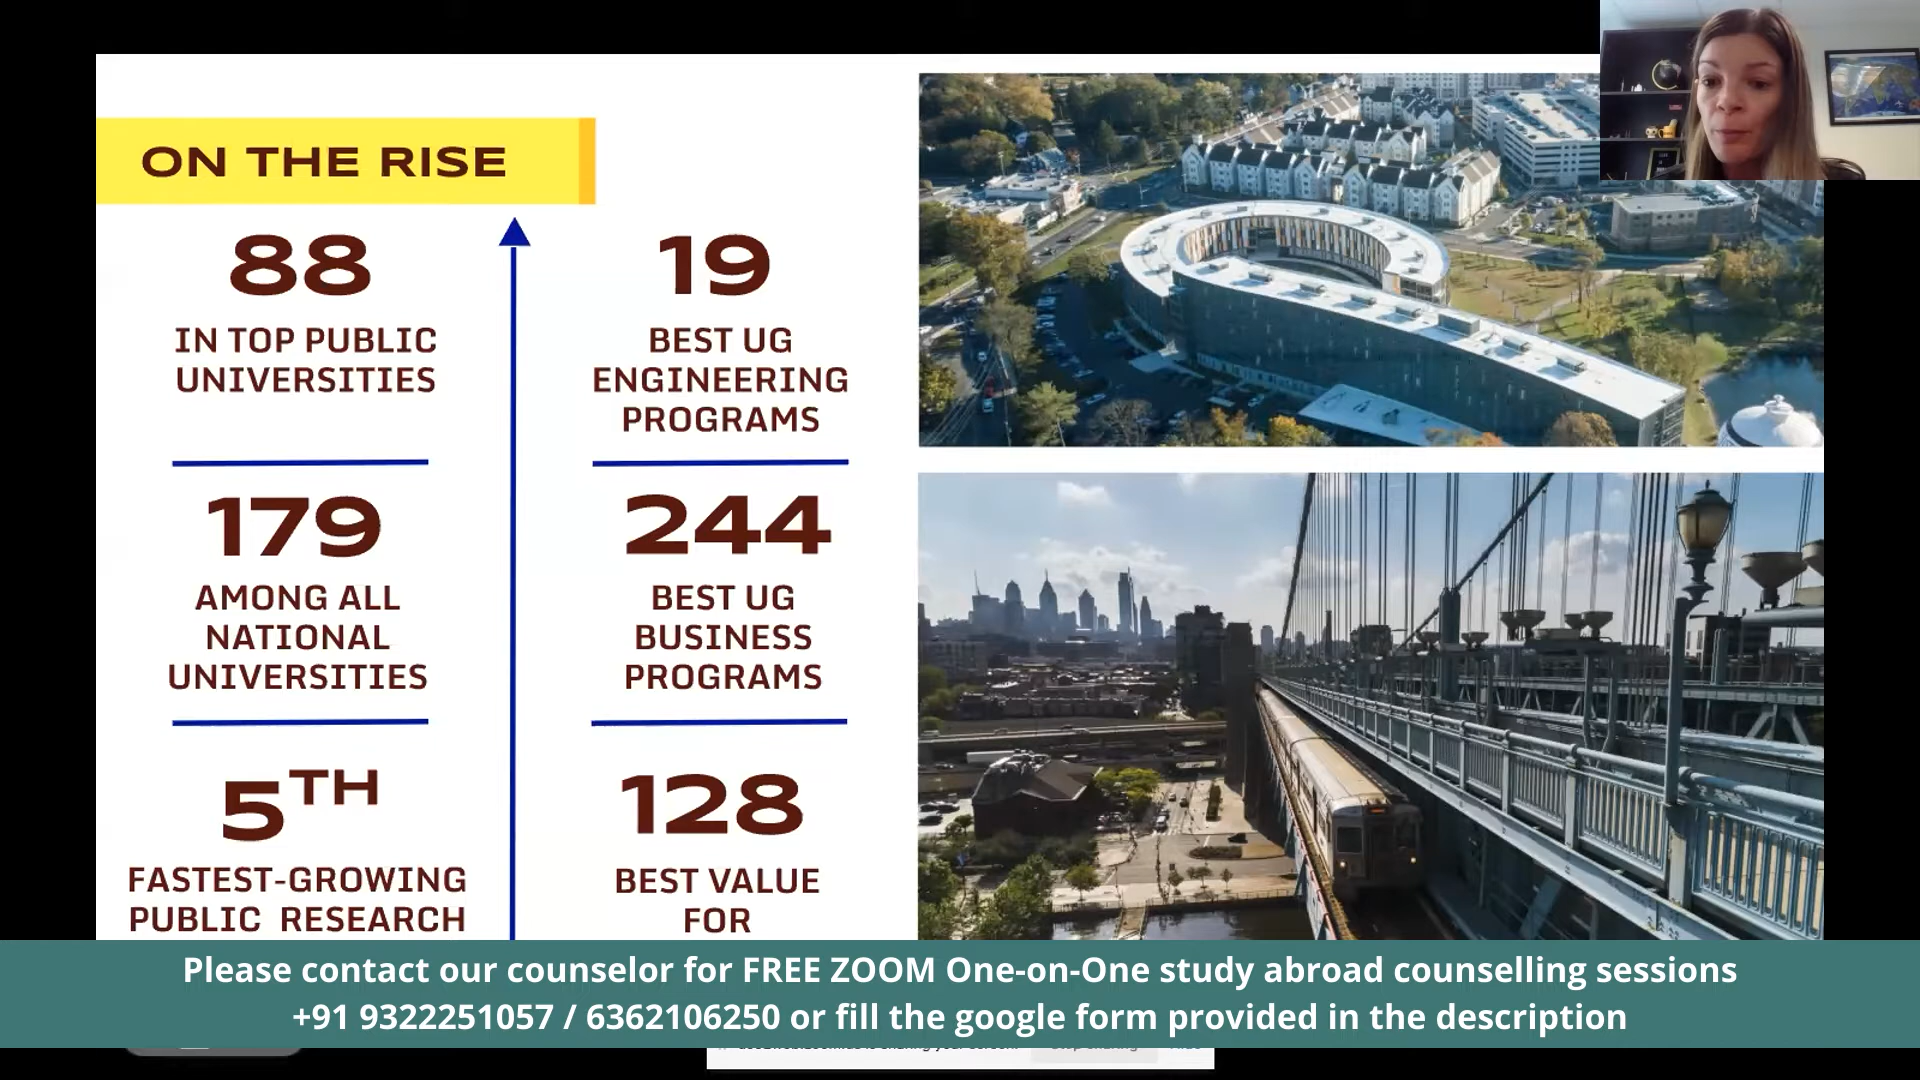 ON THE RISE
88
IN TOP PUBLIC
UNIVERSITIES
179
AMONG ALL
NATIONAL
UNIVERSITIES
5TH
FASTEST-GROWING
PUBLIC RESEARCH
19
BEST UG
ENGINEERING
PROGRAMS
244
BEST UG
BUSINESS
PROGRAMS
128
BEST VALUE
FOR
Please contact our counselor for FREE ZOOM One-on-One study abroad counselling sessions
+91 9322251057 / 6362106250 or fill the google form provided in the description